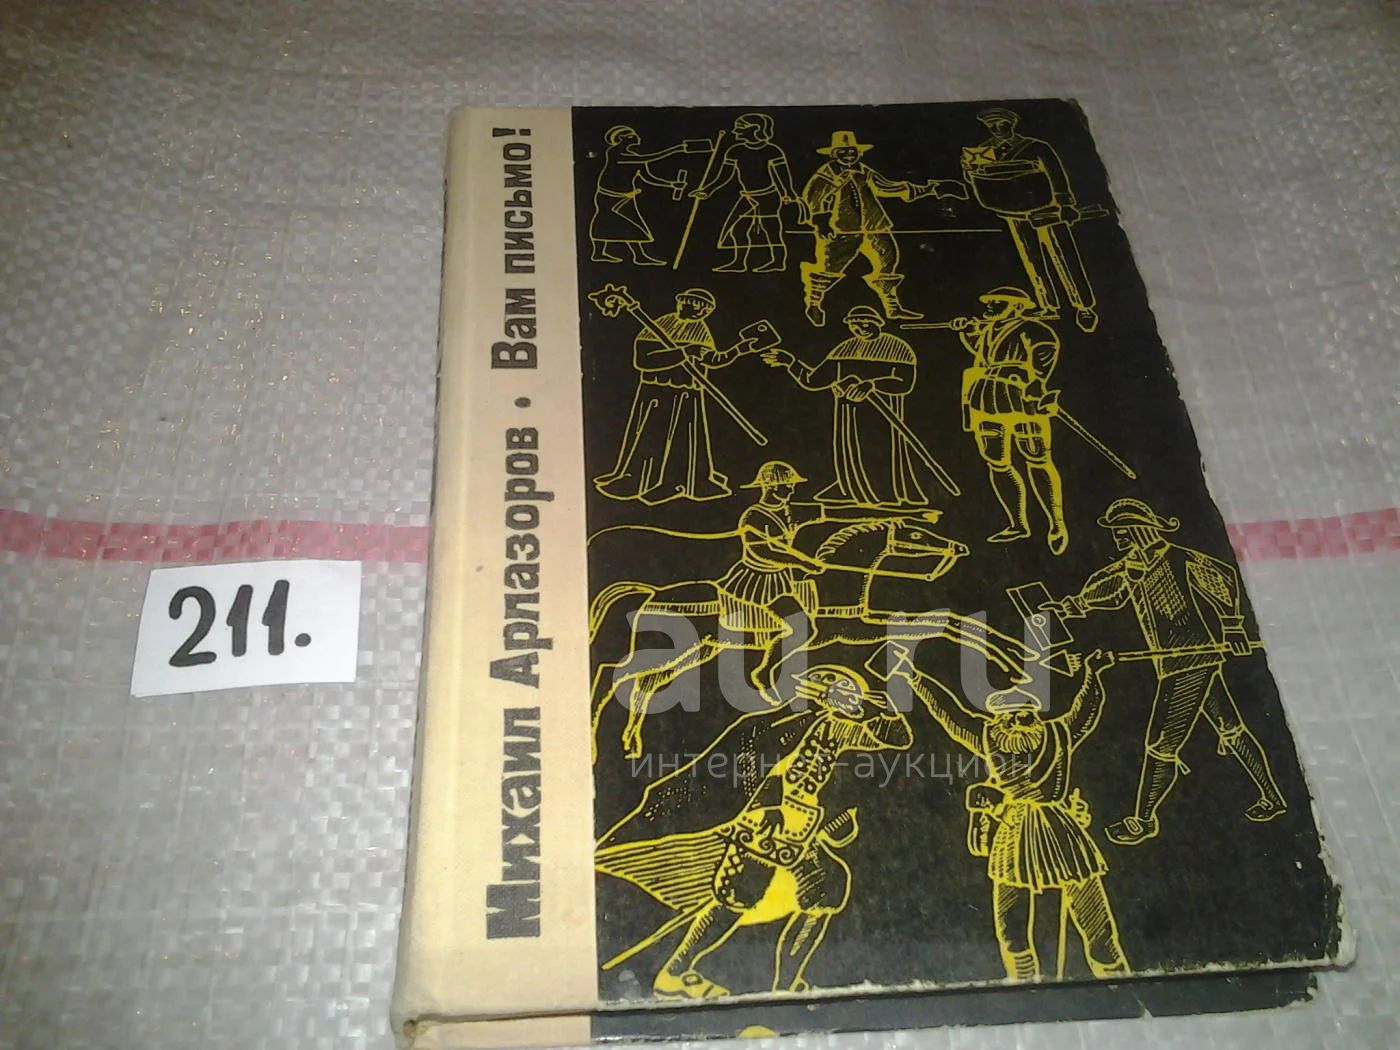 Михаил Арлазоров . Вам письмо!
211.
au.ru
интернет-аукцион